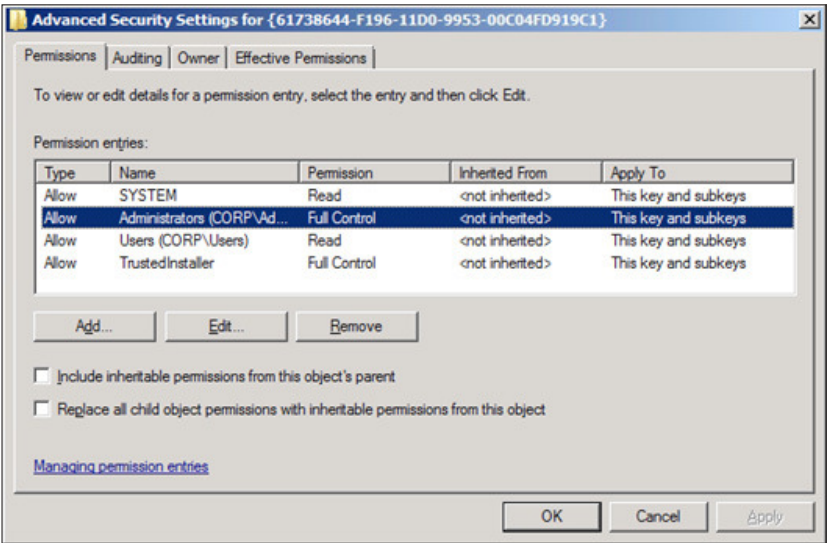 Advanced Security Settings for {61738644-F196-11D0-9953-00C04FD919C1}
Permissions Auditing Owner Effective Permissions
To view or edit details for a permission entry, select the entry and then click Edit.
Permission entries:
Type Name Permission Inherited From Apply To
Allow SYSTEM Read <not inherited> This key and subkeys
Allow Administrators (CORP\Ad... Full Control <not inherited> This key and subkeys
Allow Users (CORP\Users) Read <not inherited> This key and subkeys
Allow TrustedInstaller Full Control <not inherited> This key and subkeys
Add... Edit... Remove
Include inheritable permissions from this object's parent
Replace all child object permissions with inheritable permissions from this object
Managing permission entries
OK Cancel Apply